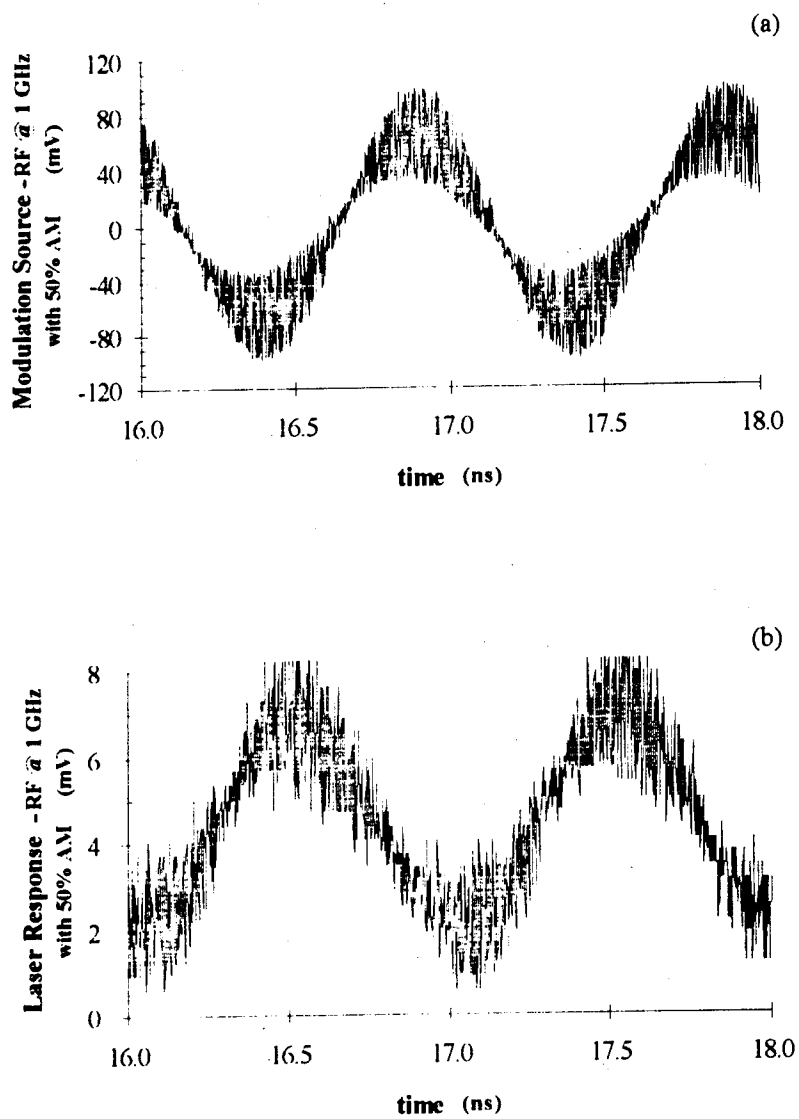 (a)
Modulation Source -RF @ 1 GHz
with 50% AM (mV)
120
80
40
0
-40
-80
-120
16.0 16.5 17.0 17.5 18.0
time (ns)
(b)
Laser Response -RF @ 1 GHz
with 50% AM (mV)
8
6
4
2
0
16.0 16.5 17.0 17.5 18.0
time (ns)